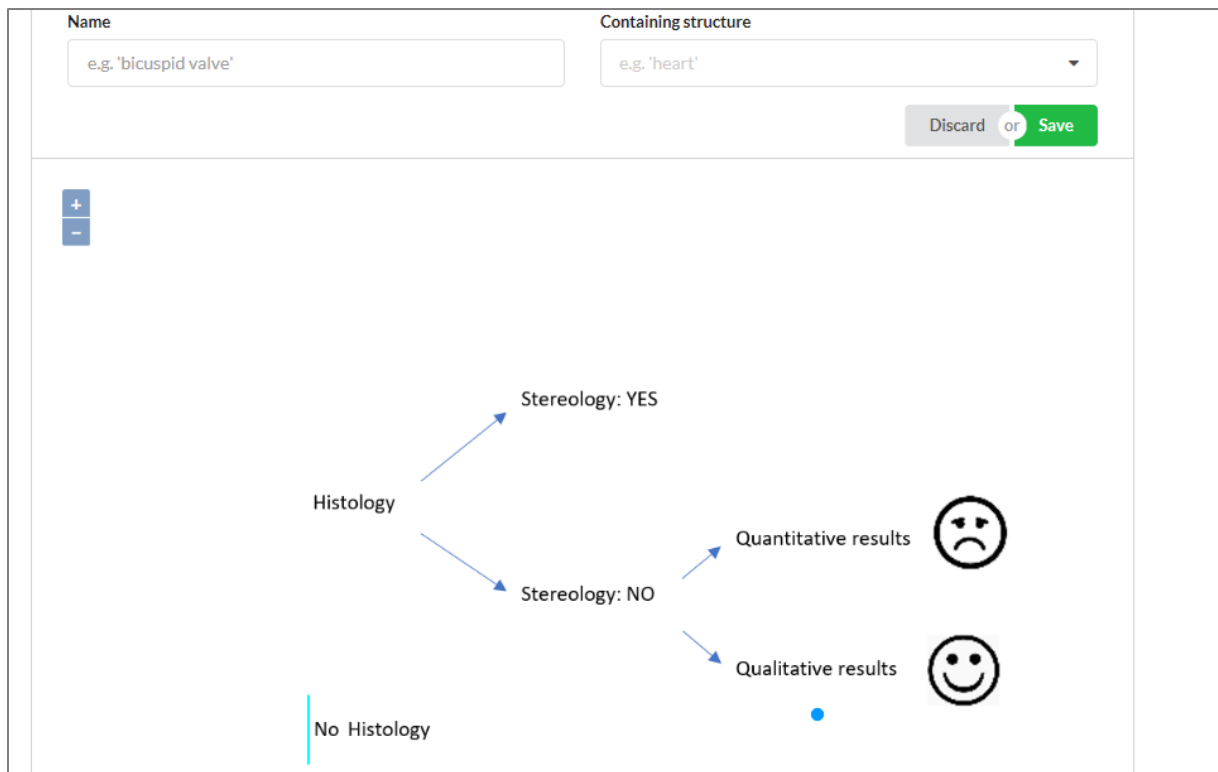 Name
Containing structure
e.g. 'bicuspid valve'
e.g. 'heart'
Discard or Save
+
−
Stereology: YES
Histology
Quantitative results
Stereology: NO
Qualitative results
No Histology